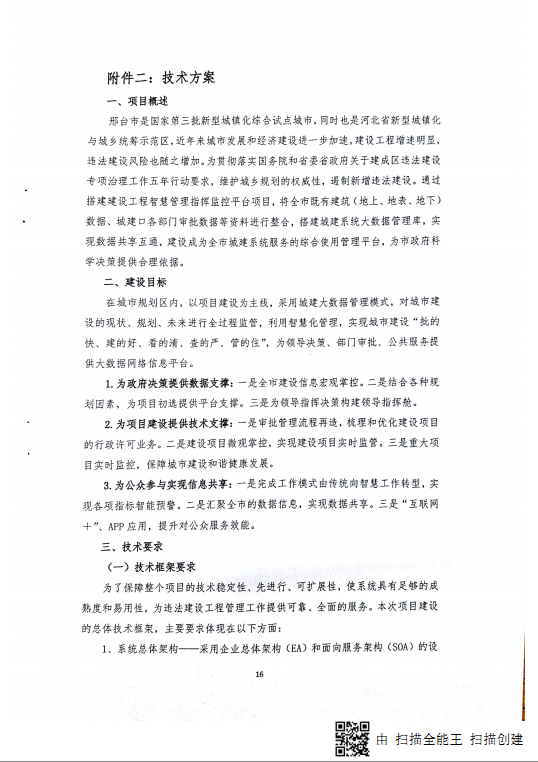 附件二：技术方案
一、项目概述
邢台市是国家第三批新型城镇化综合试点城市，同时也是河北省新型城镇化
与城乡统筹示范区，近年来城市发展和经济建设进一步加速，建设工程增速明显，
违法建设风险也随之增加。为贯彻落实国务院和省委省政府关于建成区违法建设
专项治理工作五年行动要求，维护城乡规划的权威性，遏制新增违法建设。通过
搭建建设工程智慧管理指挥监控平台项目，将全市既有建筑（地上、地表、地下）
数据、城建口各部门审批数据等资料进行整合，搭建城建系统大数据管理库，实
现数据共享互通，建设成为全市城建系统服务的综合使用管理平台，为市政府科
学决策提供合理依据。
二、建设目标
在城市规划区内，以项目建设为主线，采用城建大数据管理模式，对城市建
设的现状、规划、未来进行全过程监管，利用智慧化管理，实现城市建设“批的
快、建的好、看的清、查的严、管的住”，为领导决策、部门审批、公共服务提
供大数据网络信息平台。
1.为政府决策提供数据支撑：一是全市建设信息宏观掌控。二是结合各种规
划因素，为项目初选提供平台支撑。三是为领导指挥决策构建领导指挥舱。
2.为项目建设提供技术支撑：一是审批管理流程再造，梳理和优化建设项目
的行政许可业务。二是建设项目微观掌控，实现建设项目实时监管。三是重大项
目实时监控，保障城市建设和谐健康发展。
3.为公众参与实现信息共享：一是完成工作模式由传统向智慧工作转型，实
现各项指标智能预警。二是汇聚全市的数据信息，实现数据共享。三是“互联网
＋”、APP应用，提升对公众服务效能。
三、技术要求
（一）技术框架要求
为了保障整个项目的技术稳定性、先进行、可扩展性，使系统具有足够的成
熟度和易用性，为违法建设工程管理工作提供可靠、全面的服务。本次项目建设
的总体技术框架，主要要求体现在以下方面：
1、系统总体架构——采用企业总体架构（EA）和面向服务架构（SOA）的设
16
由 扫描全能王 扫描创建